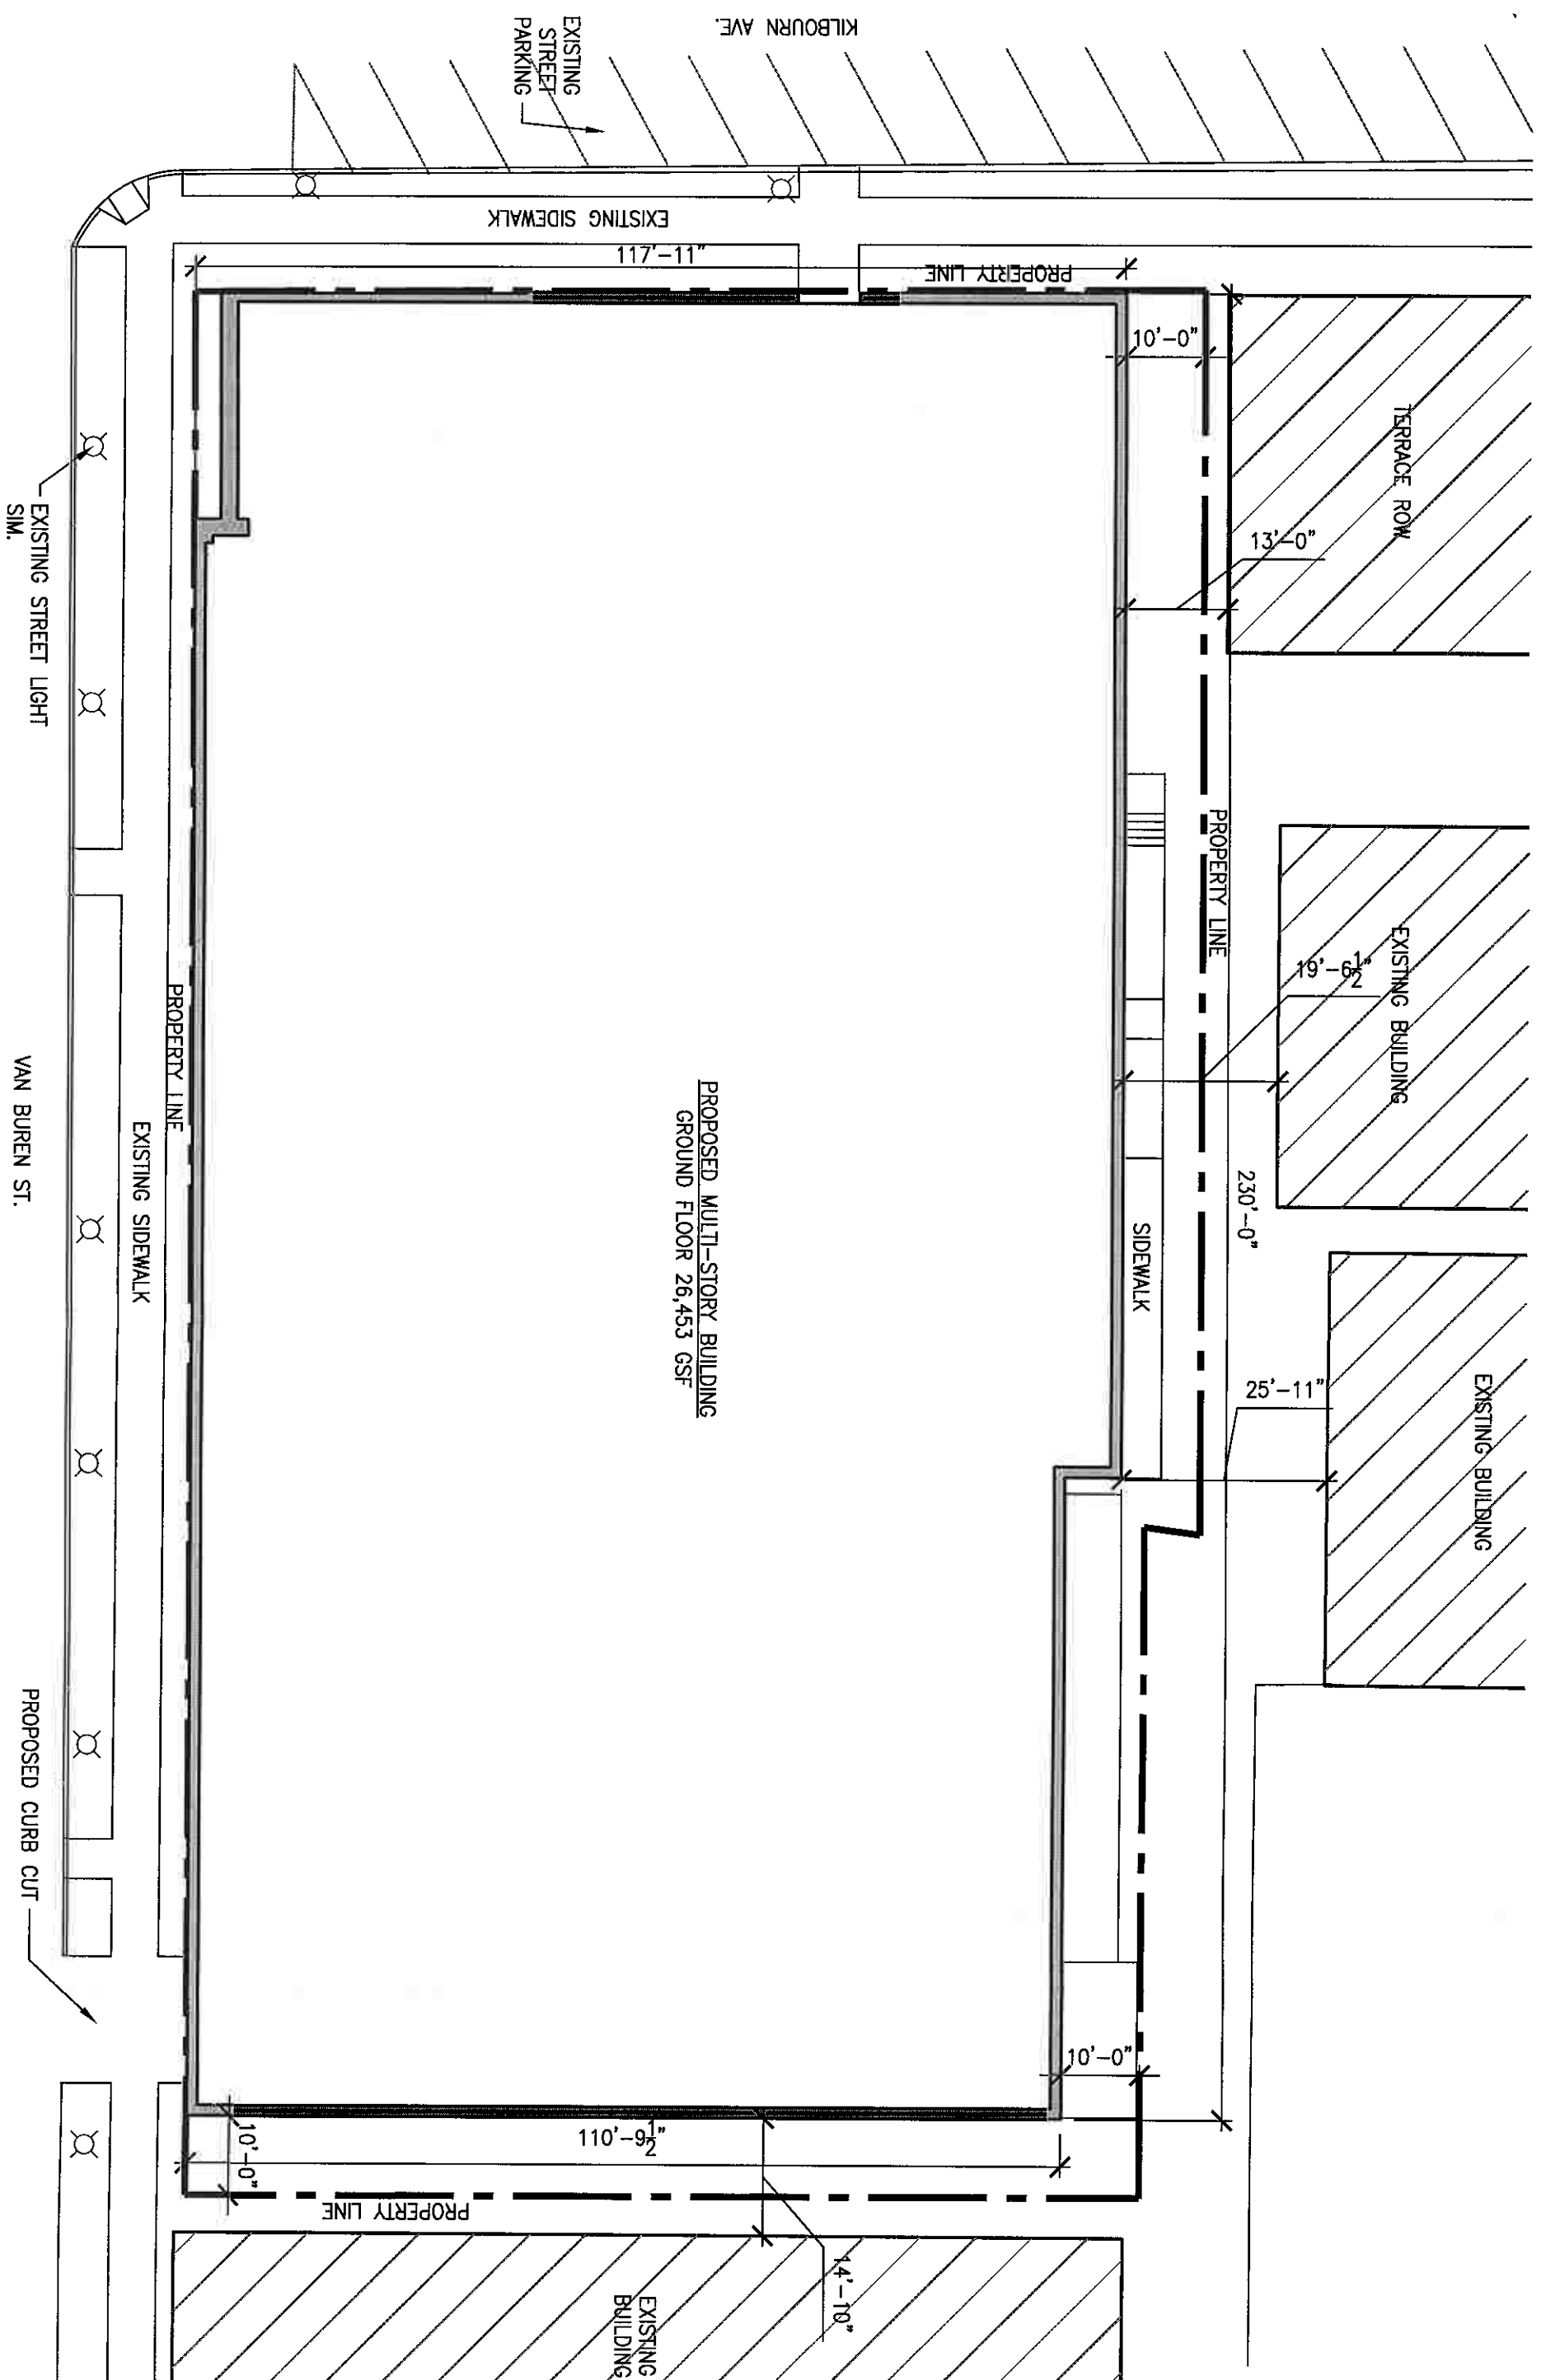 KILBOURN AVE.
EXISTING
STREET
PARKING
EXISTING SIDEWALK
117'-11"
PROPERTY LINE
10'-0"
TERRACE ROW
13'-0"
EXISTING STREET LIGHT
SIM.
PROPERTY LINE
19'-6 1/2"
EXISTING BUILDING
230'-0"
SIDEWALK
25'-11"
EXISTING BUILDING
PROPOSED MULTI-STORY BUILDING
GROUND FLOOR 26,453 GSF
PROPERTY LINE
EXISTING SIDEWALK
VAN BUREN ST.
PROPOSED CURB CUT
10'-0"
110'-9 1/2"
10'-0"
PROPERTY LINE
14'-10"
EXISTING
BUILDING